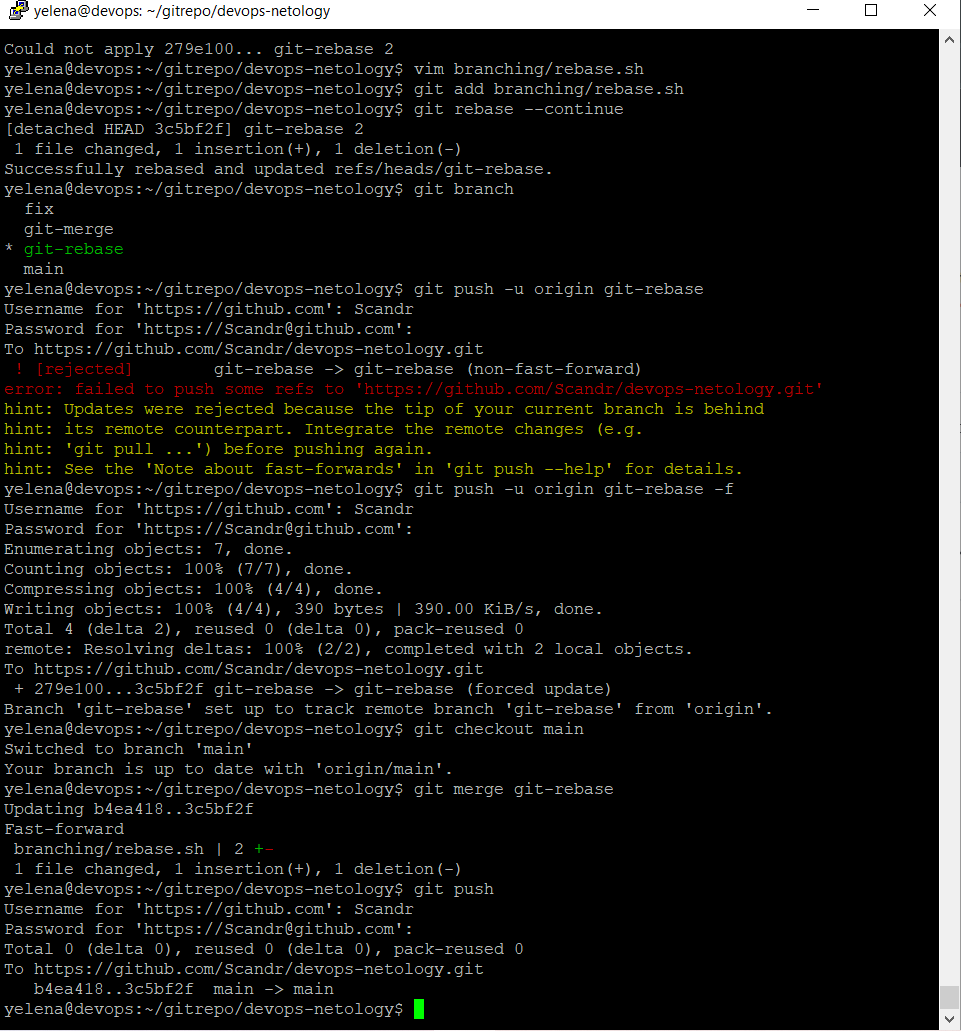 yelena@devops: ~/gitrepo/devops-netology
Could not apply 279e100... git-rebase 2
yelena@devops:~/gitrepo/devops-netology$ vim branching/rebase.sh
yelena@devops:~/gitrepo/devops-netology$ git add branching/rebase.sh
yelena@devops:~/gitrepo/devops-netology$ git rebase --continue
[detached HEAD 3c5bf2f] git-rebase 2
 1 file changed, 1 insertion(+), 1 deletion(-)
Successfully rebased and updated refs/heads/git-rebase.
yelena@devops:~/gitrepo/devops-netology$ git branch
  fix
  git-merge
* git-rebase
  main
yelena@devops:~/gitrepo/devops-netology$ git push -u origin git-rebase
Username for 'https://github.com': Scandr
Password for 'https://Scandr@github.com':
To https://github.com/Scandr/devops-netology.git
 ! [rejected]        git-rebase -> git-rebase (non-fast-forward)
error: failed to push some refs to 'https://github.com/Scandr/devops-netology.git'
hint: Updates were rejected because the tip of your current branch is behind
hint: its remote counterpart. Integrate the remote changes (e.g.
hint: 'git pull ...') before pushing again.
hint: See the 'Note about fast-forwards' in 'git push --help' for details.
yelena@devops:~/gitrepo/devops-netology$ git push -u origin git-rebase -f
Username for 'https://github.com': Scandr
Password for 'https://Scandr@github.com':
Enumerating objects: 7, done.
Counting objects: 100% (7/7), done.
Compressing objects: 100% (4/4), done.
Writing objects: 100% (4/4), 390 bytes | 390.00 KiB/s, done.
Total 4 (delta 2), reused 0 (delta 0), pack-reused 0
remote: Resolving deltas: 100% (2/2), completed with 2 local objects.
To https://github.com/Scandr/devops-netology.git
 + 279e100...3c5bf2f git-rebase -> git-rebase (forced update)
Branch 'git-rebase' set up to track remote branch 'git-rebase' from 'origin'.
yelena@devops:~/gitrepo/devops-netology$ git checkout main
Switched to branch 'main'
Your branch is up to date with 'origin/main'.
yelena@devops:~/gitrepo/devops-netology$ git merge git-rebase
Updating b4ea418..3c5bf2f
Fast-forward
 branching/rebase.sh | 2 +-
 1 file changed, 1 insertion(+), 1 deletion(-)
yelena@devops:~/gitrepo/devops-netology$ git push
Username for 'https://github.com': Scandr
Password for 'https://Scandr@github.com':
Total 0 (delta 0), reused 0 (delta 0), pack-reused 0
To https://github.com/Scandr/devops-netology.git
   b4ea418..3c5bf2f  main -> main
yelena@devops:~/gitrepo/devops-netology$